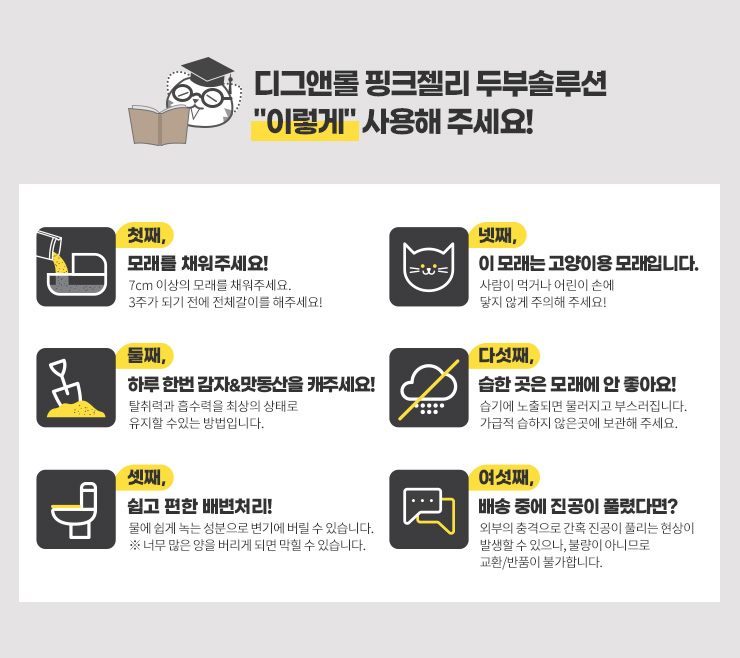 디그앤롤 핑크젤리 두부솔루션
"이렇게" 사용해 주세요!
첫째,
모래를 채워주세요!
7cm 이상의 모래를 채워주세요.
3주가 되기 전에 전체갈이를 해주세요!
둘째,
하루 한번 감자&맛동산을 캐주세요!
탈취력과 흡수력을 최상의 상태로
유지할 수있는 방법입니다.
셋째,
쉽고 편한 배변처리!
물에 쉽게 녹는 성분으로 변기에 버릴 수 있습니다.
※ 너무 많은 양을 버리게 되면 막힐 수 있습니다.
넷째,
이 모래는 고양이용 모래입니다.
사람이 먹거나 어린이 손에
닿지 않게 주의해 주세요!
다섯째,
습한 곳은 모래에 안 좋아요!
습기에 노출되면 물러지고 부스러집니다.
가급적 습하지 않은곳에 보관해 주세요.
여섯째,
배송 중에 진공이 풀렸다면?
외부의 충격으로 간혹 진공이 풀리는 현상이
발생할 수 있으나, 불량이 아니므로
교환/반품이 불가합니다.